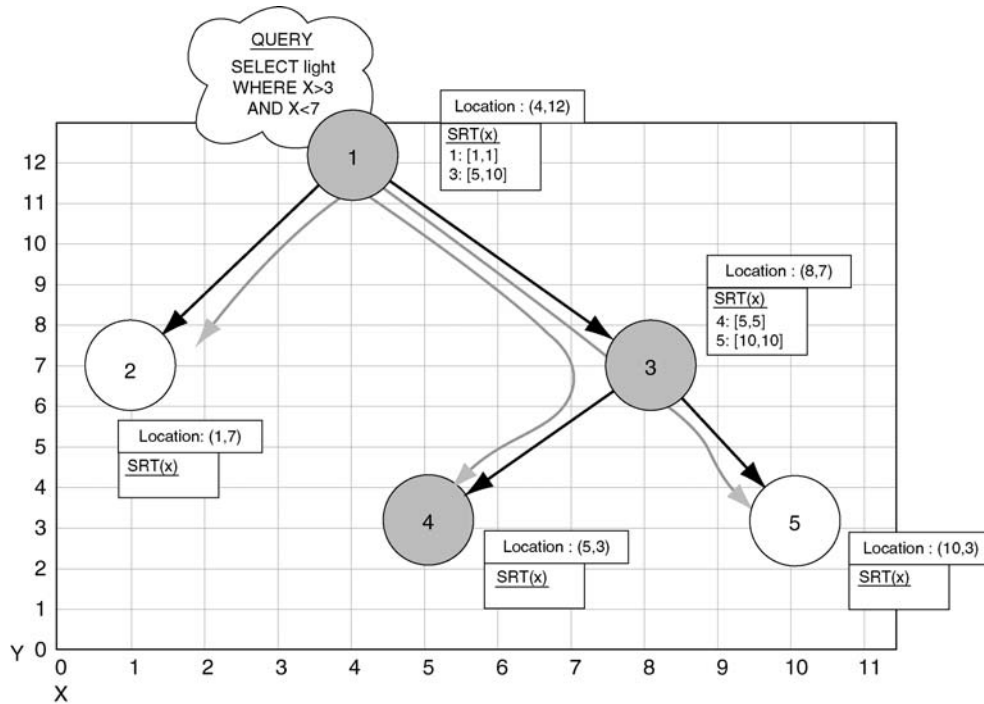 QUERY
SELECT light
WHERE X>3
AND X<7
Location : (4,12)
SRT(x)
1: [1,1]
3: [5,10]
1
12
11
10
9
8
7
6
5
4
3
2
1
0
Y
Location : (8,7)
SRT(x)
4: [5,5]
5: [10,10]
2
3
Location: (1,7)
SRT(x)
4
5
Location : (5,3)
SRT(x)
Location : (10,3)
SRT(x)
0 1 2 3 4 5 6 7 8 9 10 11
X